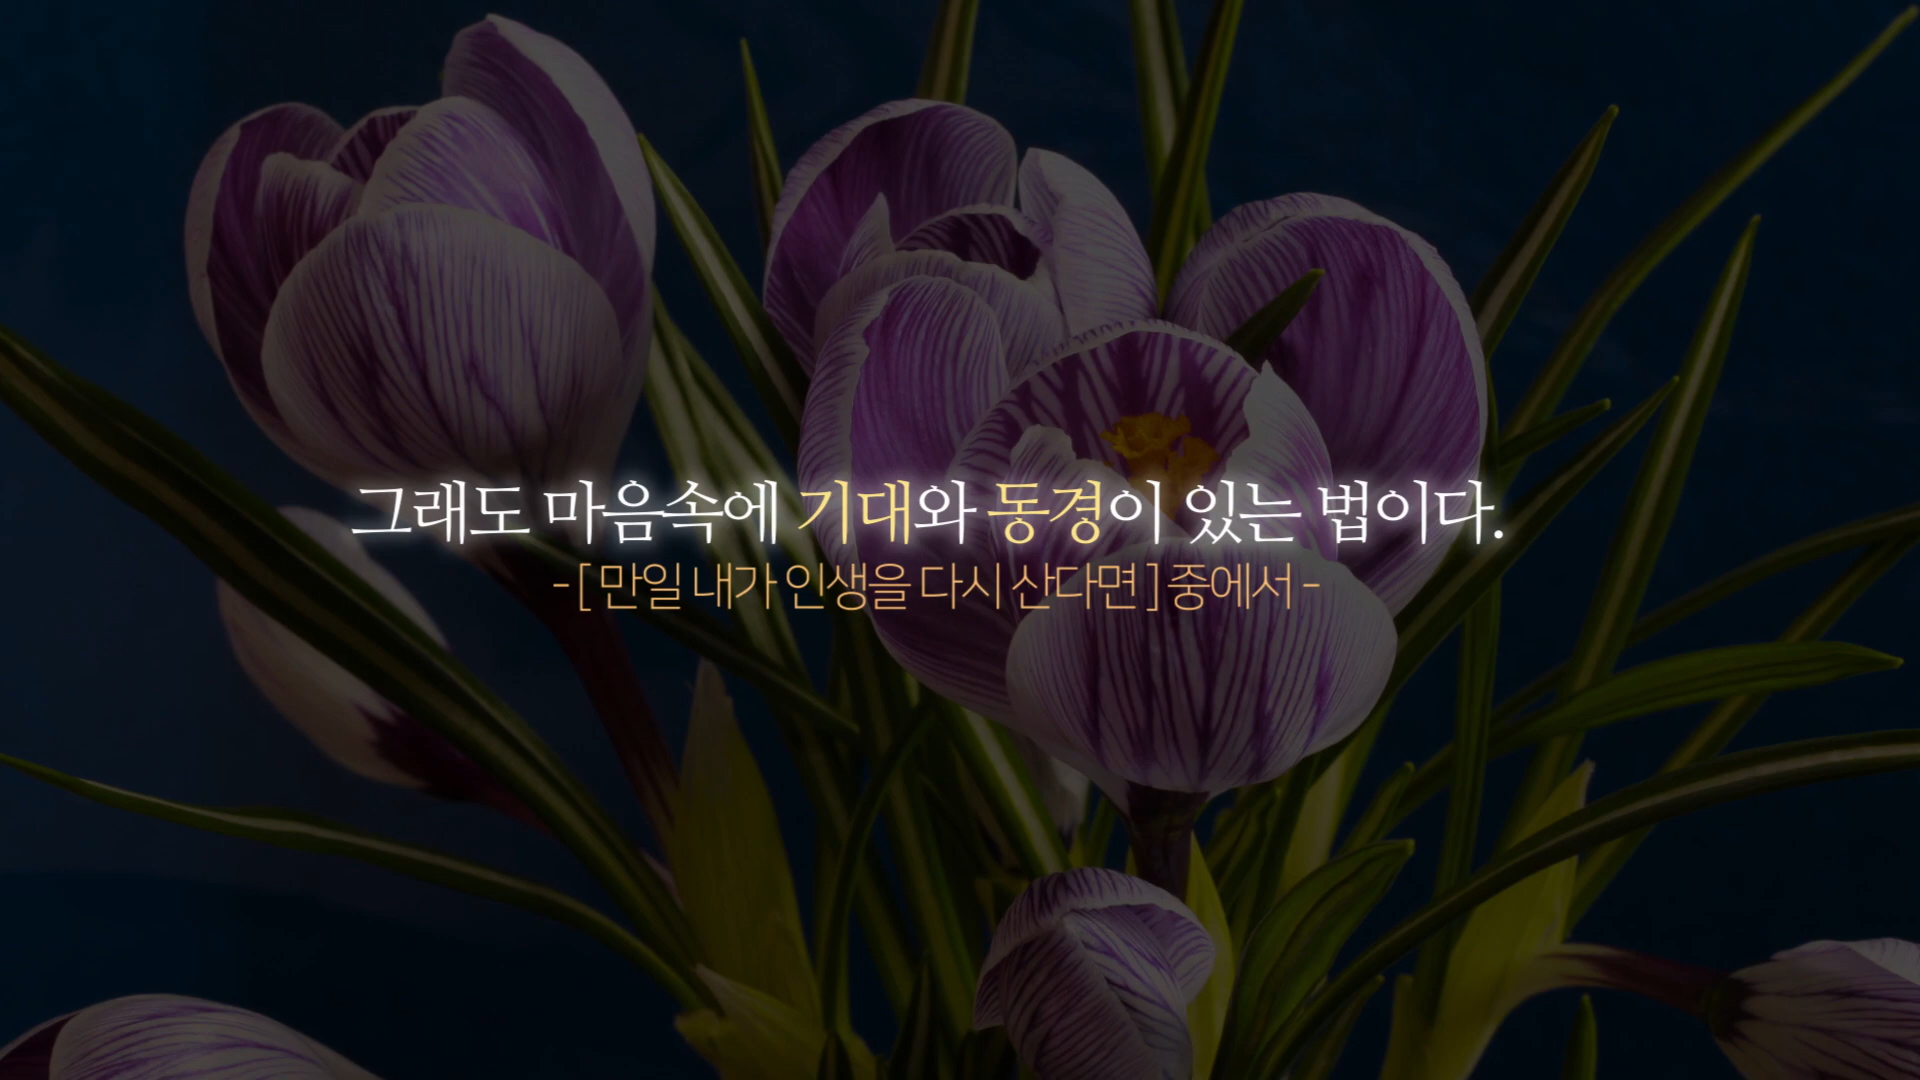 그래도 마음속에 기대와 동경이 있는 법이다.
- [ 만일 내가 인생을 다시 산다면 ] 중에서 -